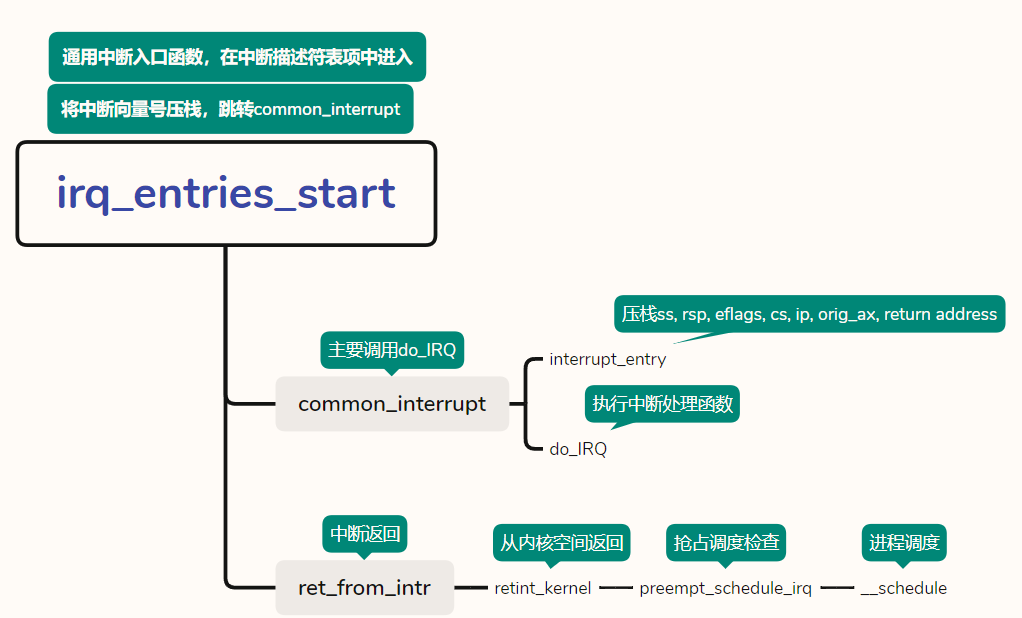 通用中断入口函数，在中断描述符表项中进入
将中断向量号压栈，跳转common_interrupt
irq_entries_start
压栈ss, rsp, eflags, cs, ip, orig_ax, return address
主要调用do_IRQ
interrupt_entry
common_interrupt
执行中断处理函数
do_IRQ
中断返回
从内核空间返回
抢占调度检查
进程调度
ret_from_intr
retint_kernel
preempt_schedule_irq
__schedule